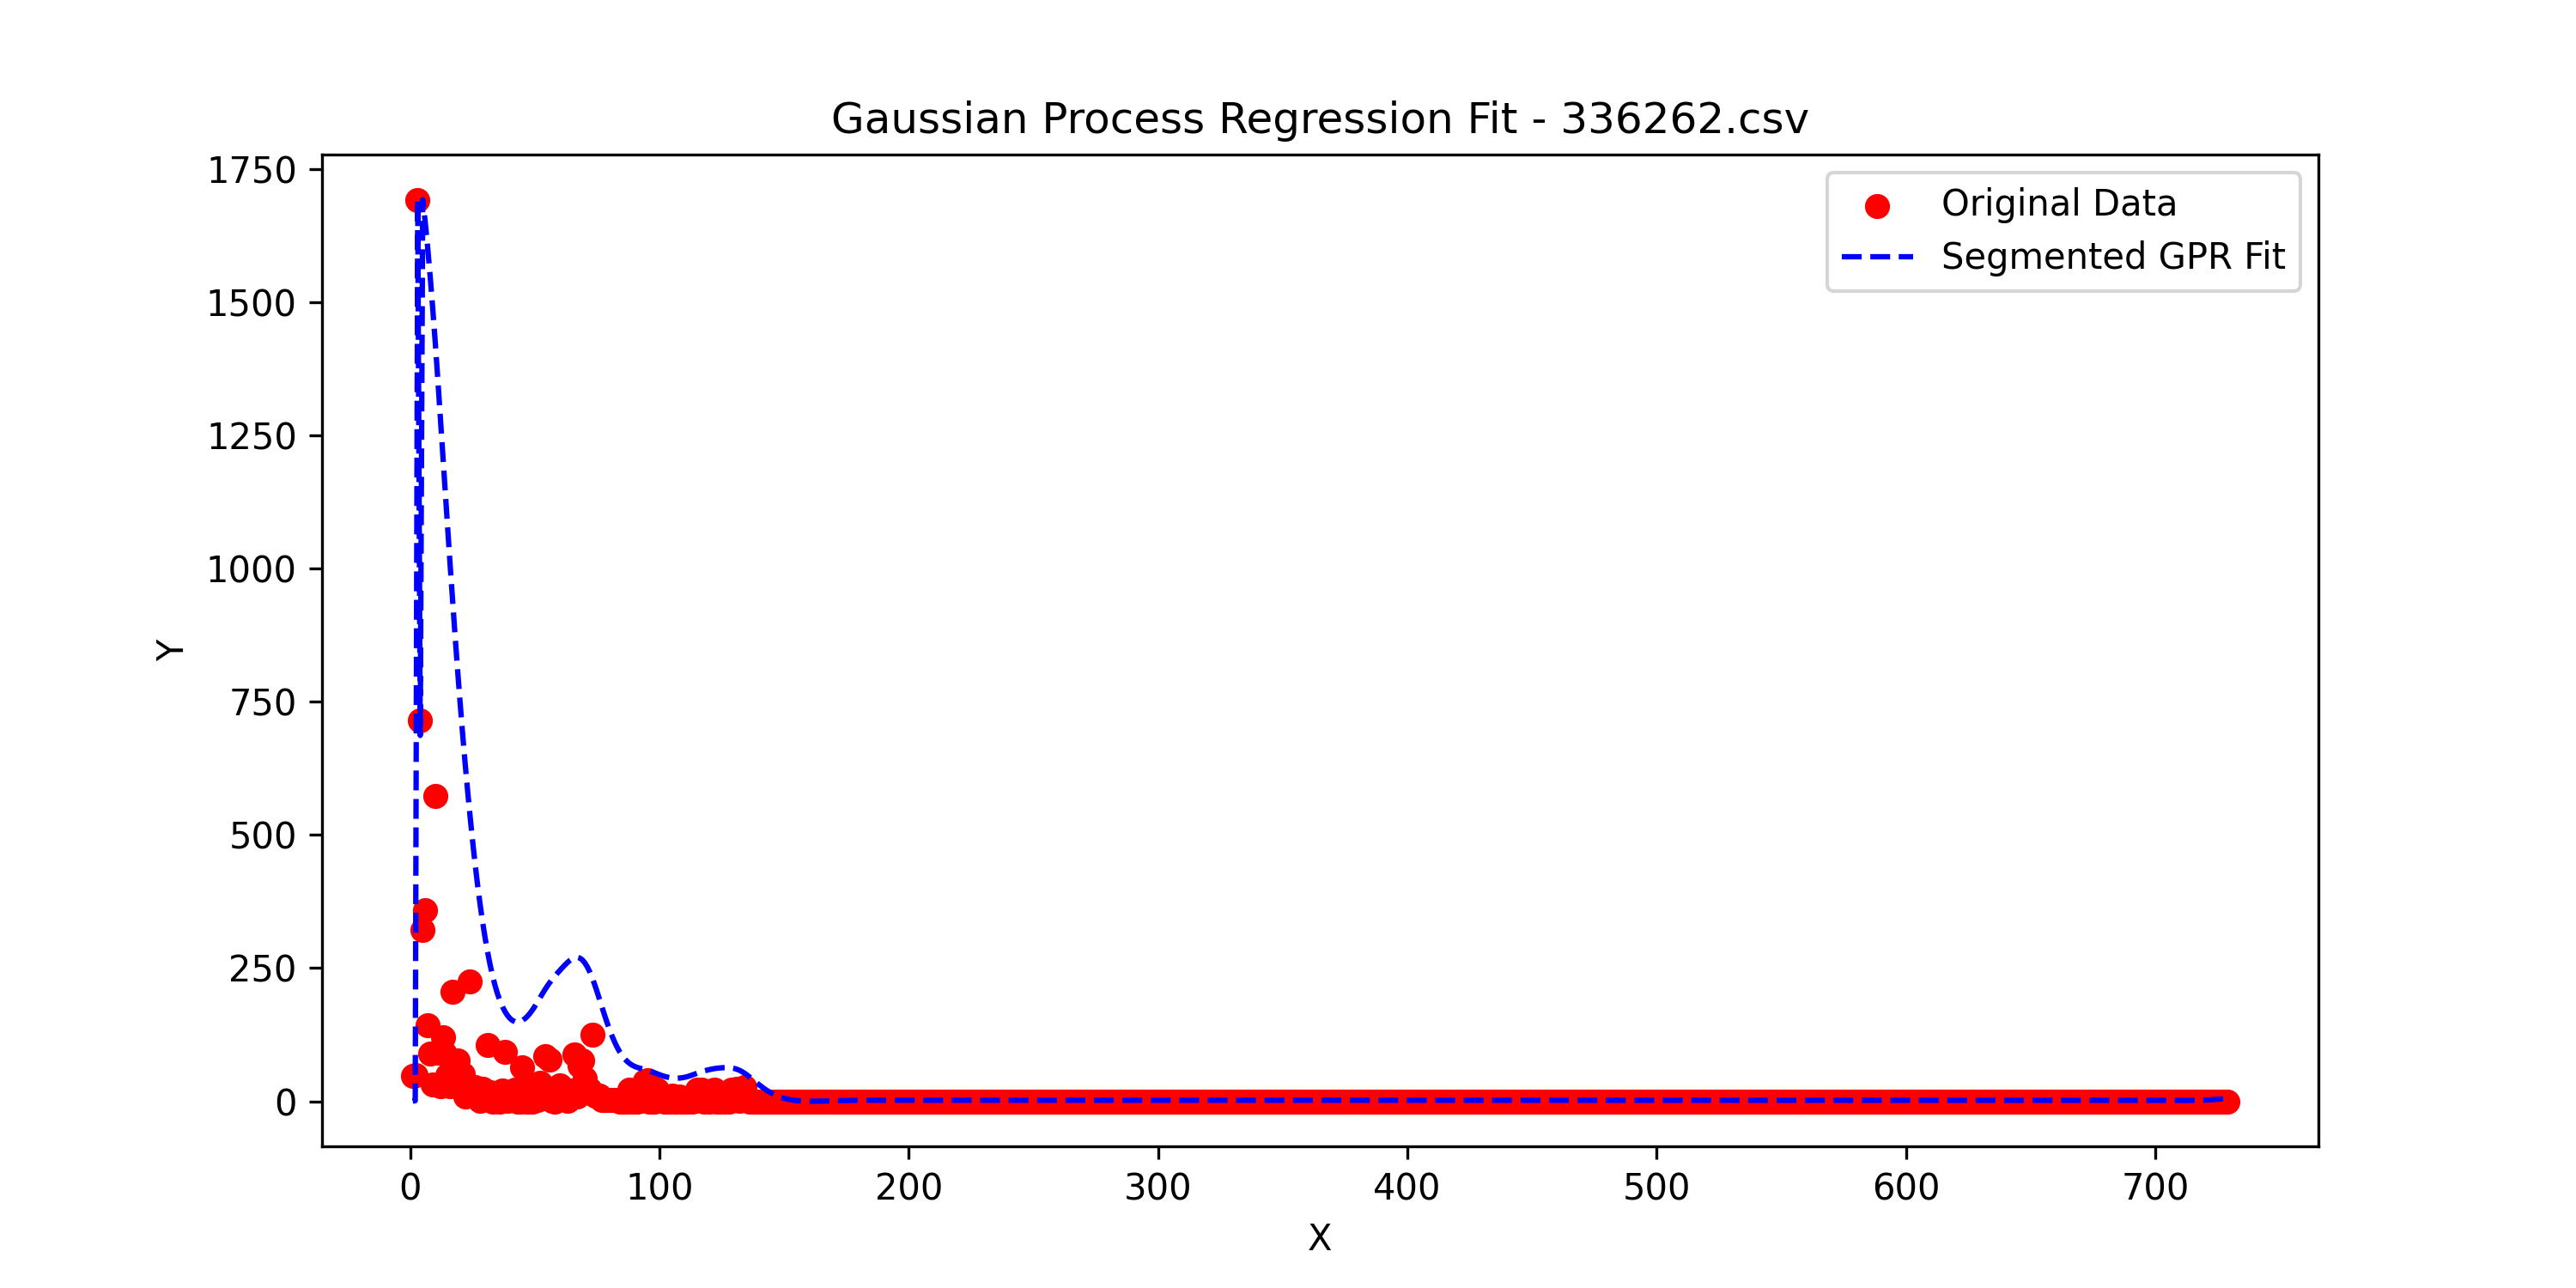 Gaussian Process Regression Fit - 336262.csv
1750
1500
1250
1000
750
500
250
0
Y
Original Data
Segmented GPR Fit
0 100 200 300 400 500 600 700
X